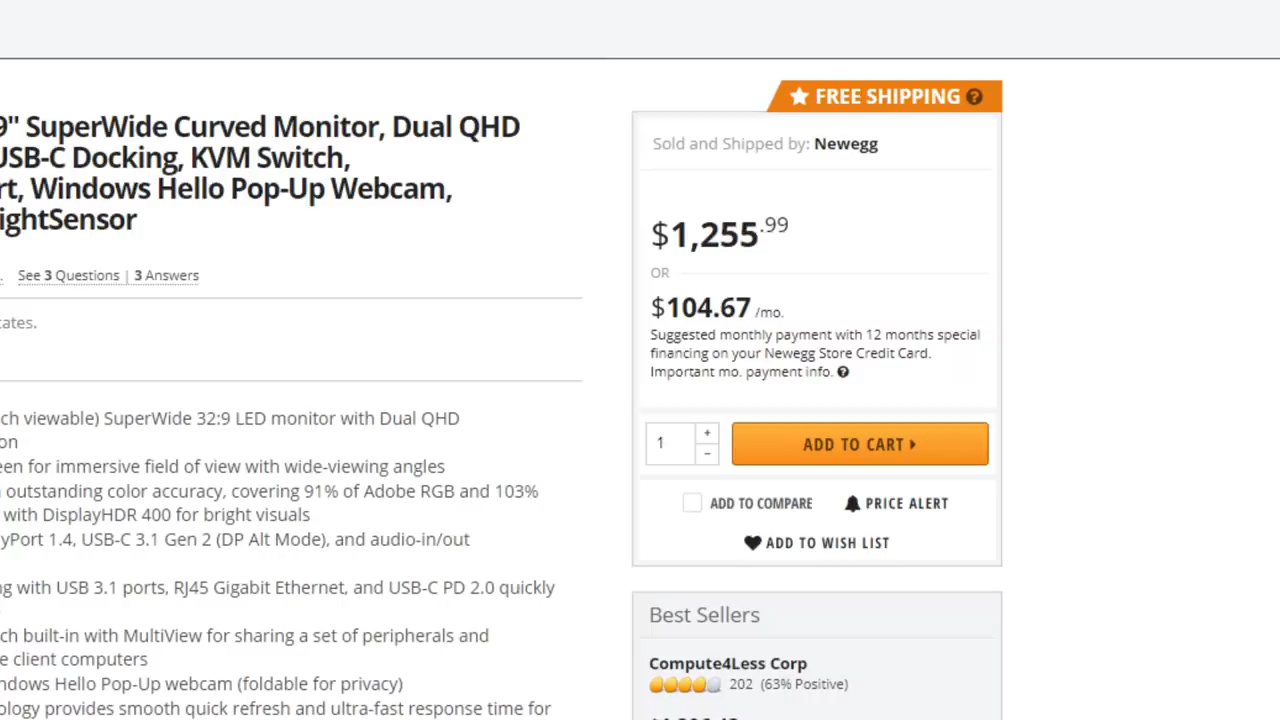 FREE SHIPPING
9" SuperWide Curved Monitor, Dual QHD
USB-C Docking, KVM Switch,
rt, Windows Hello Pop-Up Webcam,
ightSensor
. See 3 Questions | 3 Answers
ates.
ch viewable) SuperWide 32:9 LED monitor with Dual QHD
on
een for immersive field of view with wide-viewing angles
outstanding color accuracy, covering 91% of Adobe RGB and 103%
with DisplayHDR 400 for bright visuals
yPort 1.4, USB-C 3.1 Gen 2 (DP Alt Mode), and audio-in/out
ng with USB 3.1 ports, RJ45 Gigabit Ethernet, and USB-C PD 2.0 quickly
ch built-in with MultiView for sharing a set of peripherals and
e client computers
ndows Hello Pop-Up webcam (foldable for privacy)
ology provides smooth quick refresh and ultra-fast response time for
Sold and Shipped by: Newegg
$1,255.99
OR
$104.67 /mo.
Suggested monthly payment with 12 months special
financing on your Newegg Store Credit Card.
Important mo. payment info.
1 + −
ADD TO CART
ADD TO COMPARE PRICE ALERT
ADD TO WISH LIST
Best Sellers
Compute4Less Corp
202 (63% Positive)